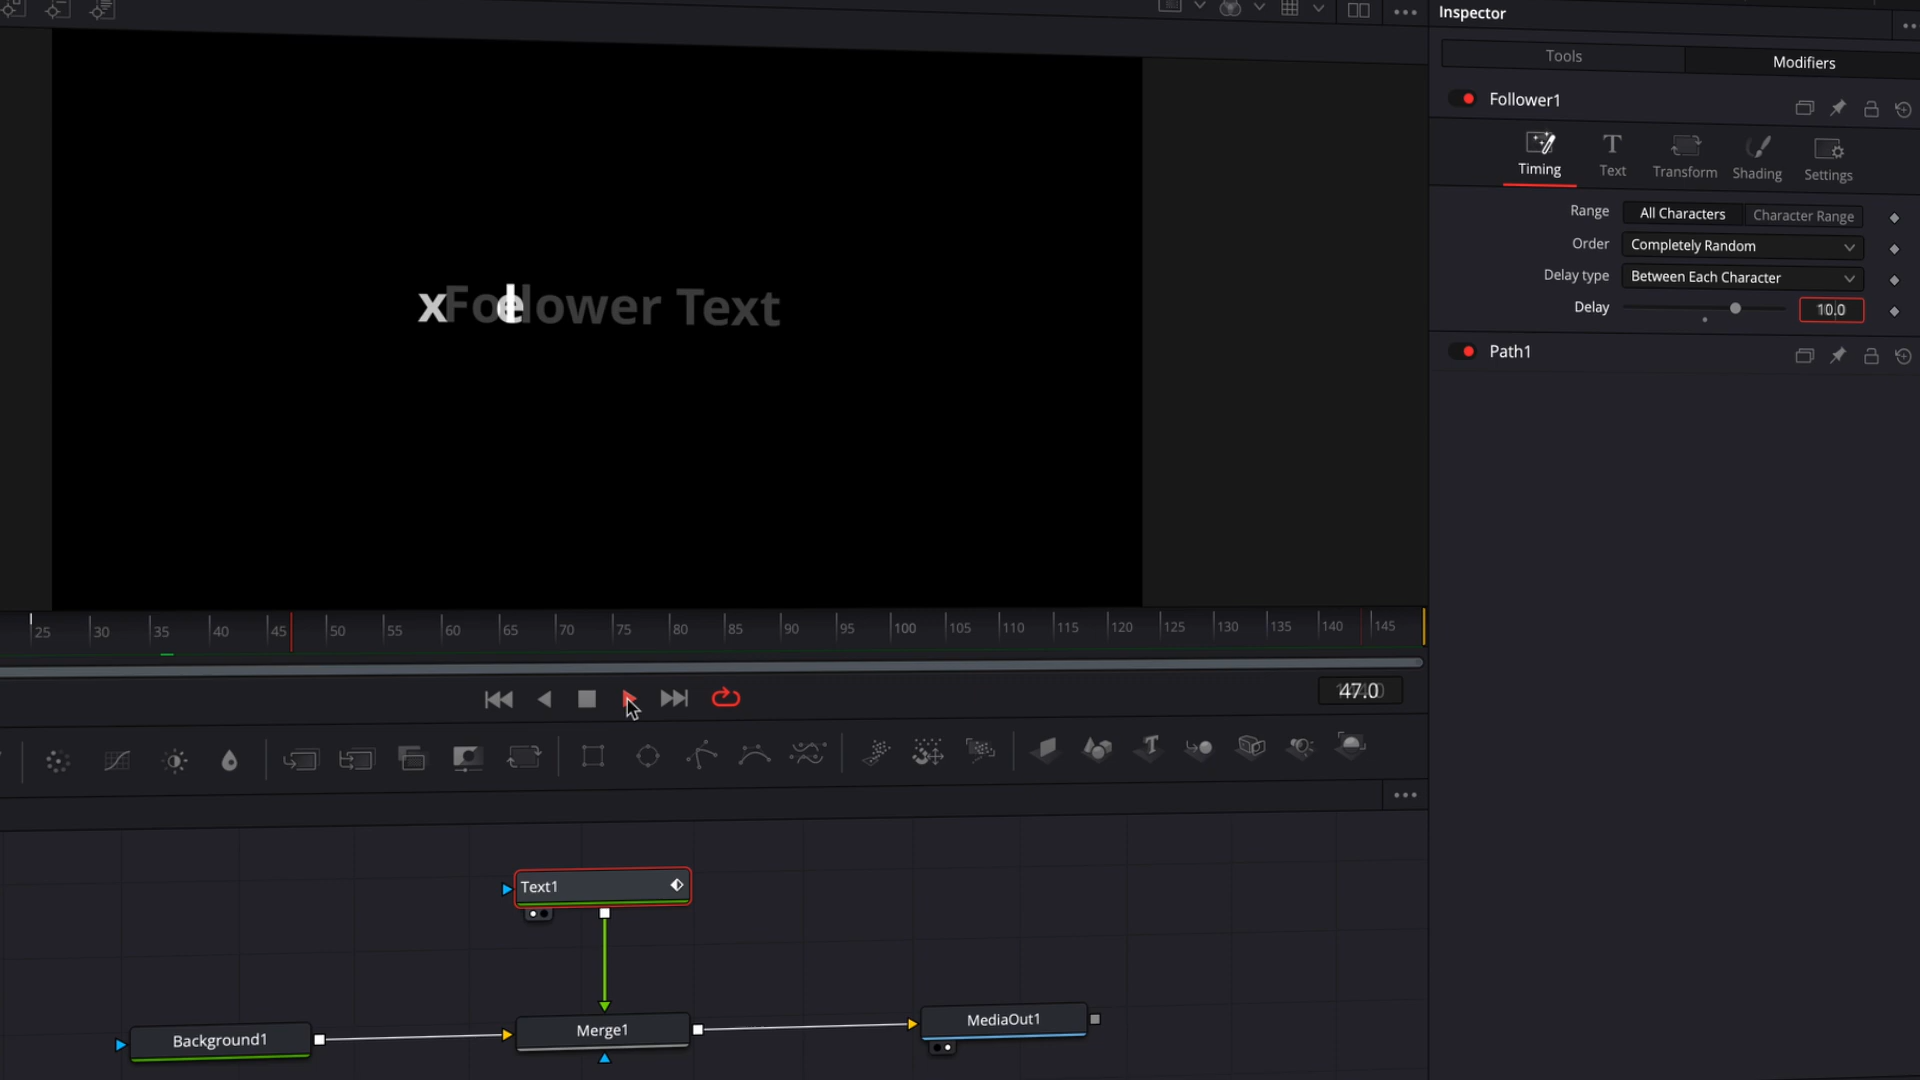 Inspector
Tools
Modifiers
Follower1
Timing
Text
Transform
Shading
Settings
Range
All Characters
Character Range
Order
Completely Random
Delay type
Between Each Character
Delay
10.0
Path1
x
e
Follower Text
25
30
35
40
45
50
55
60
65
70
75
80
85
90
95
100
105
110
115
120
125
130
135
140
145
47.0
T
Text1
Background1
Merge1
MediaOut1